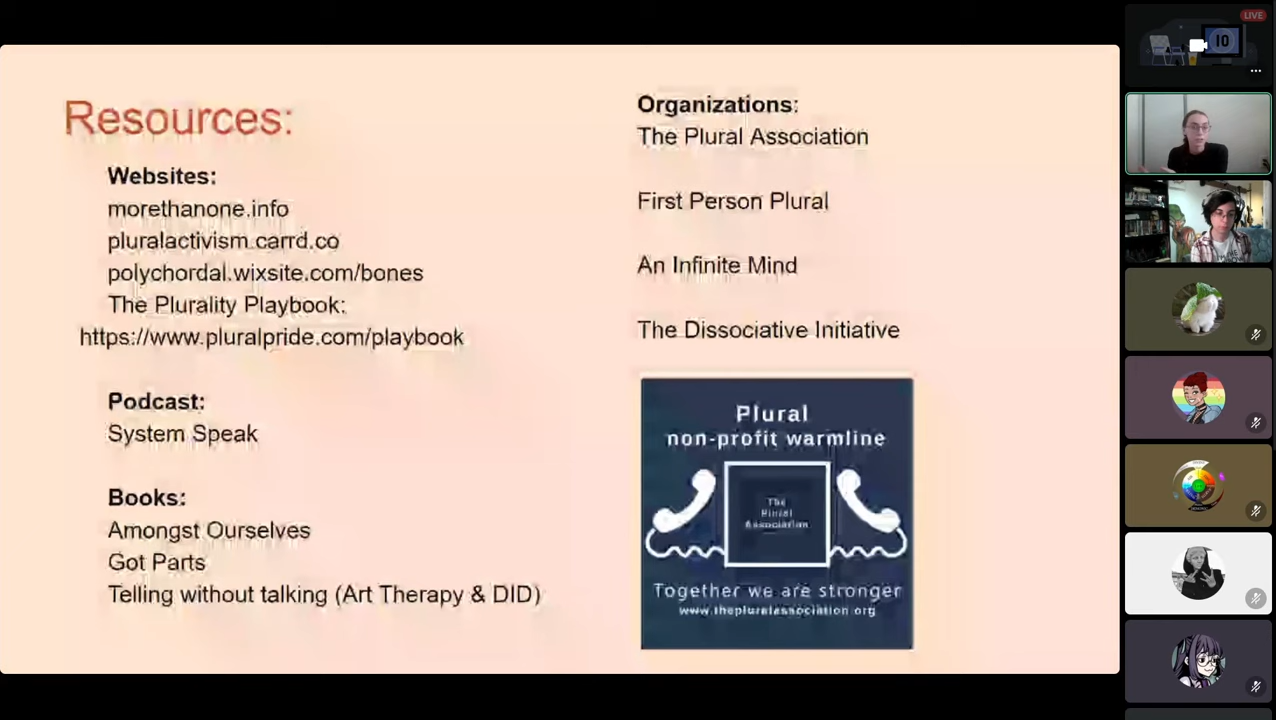 Resources:
Websites:
morethanone.info
pluralactivism.carrd.co
polychordal.wixsite.com/bones
The Plurality Playbook:
https://www.pluralpride.com/playbook
Podcast:
System Speak
Books:
Amongst Ourselves
Got Parts
Telling without talking (Art Therapy & DID)
Organizations:
The Plural Association
First Person Plural
An Infinite Mind
The Dissociative Initiative
Plural
non-profit warmline
The
Plural
Association
Together we are stronger
www.thepluralassociation.org
LIVE
10